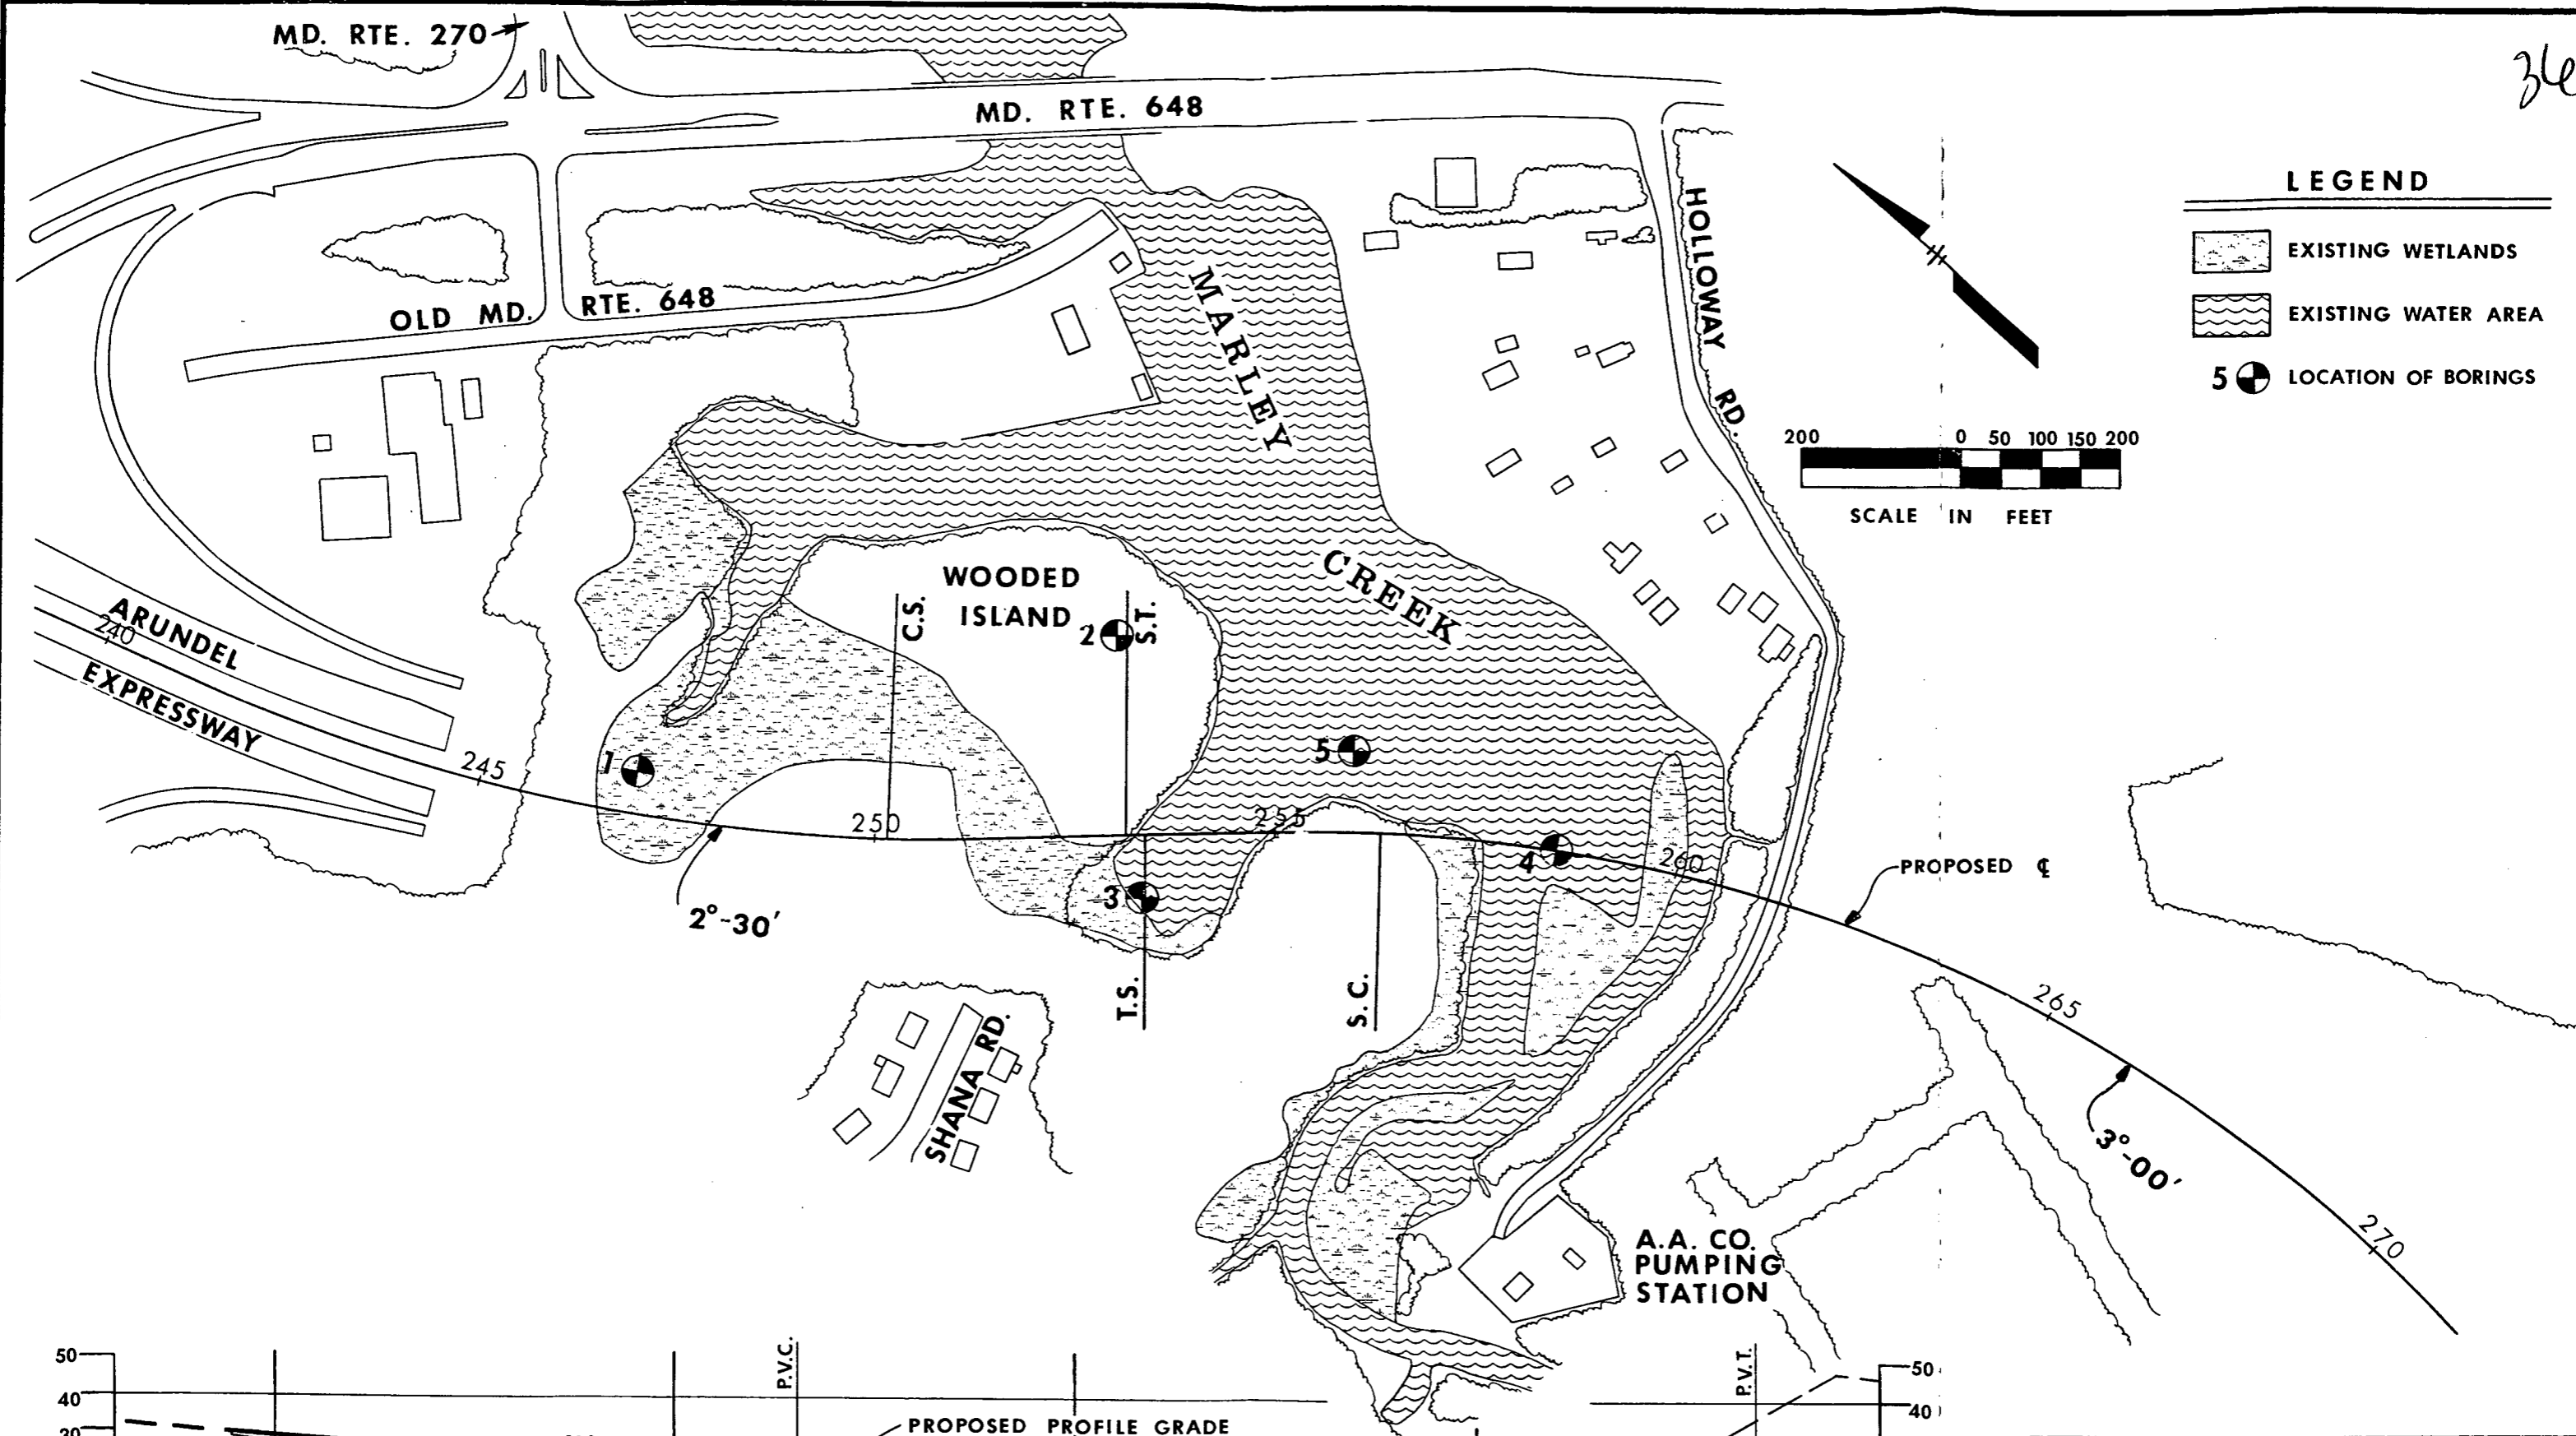 MD. RTE. 270
36
MD. RTE. 648
LEGEND
EXISTING WETLANDS
EXISTING WATER AREA
5 LOCATION OF BORINGS
HOLLOWAY RD.
OLD MD. RTE. 648
MARLEY CREEK
200 0 50 100 150 200
SCALE IN FEET
WOODED
ISLAND
C.S.
2
S.T.
ARUNDEL
EXPRESSWAY
240
245
1
5
250
255
4
260
PROPOSED ℄
3
2°-30'
T.S.
S.C.
265
SHANA RD.
3°-00'
270
A.A. CO.
PUMPING
STATION
50
40
30
P.V.C.
PROPOSED PROFILE GRADE
P.V.T.
50
40